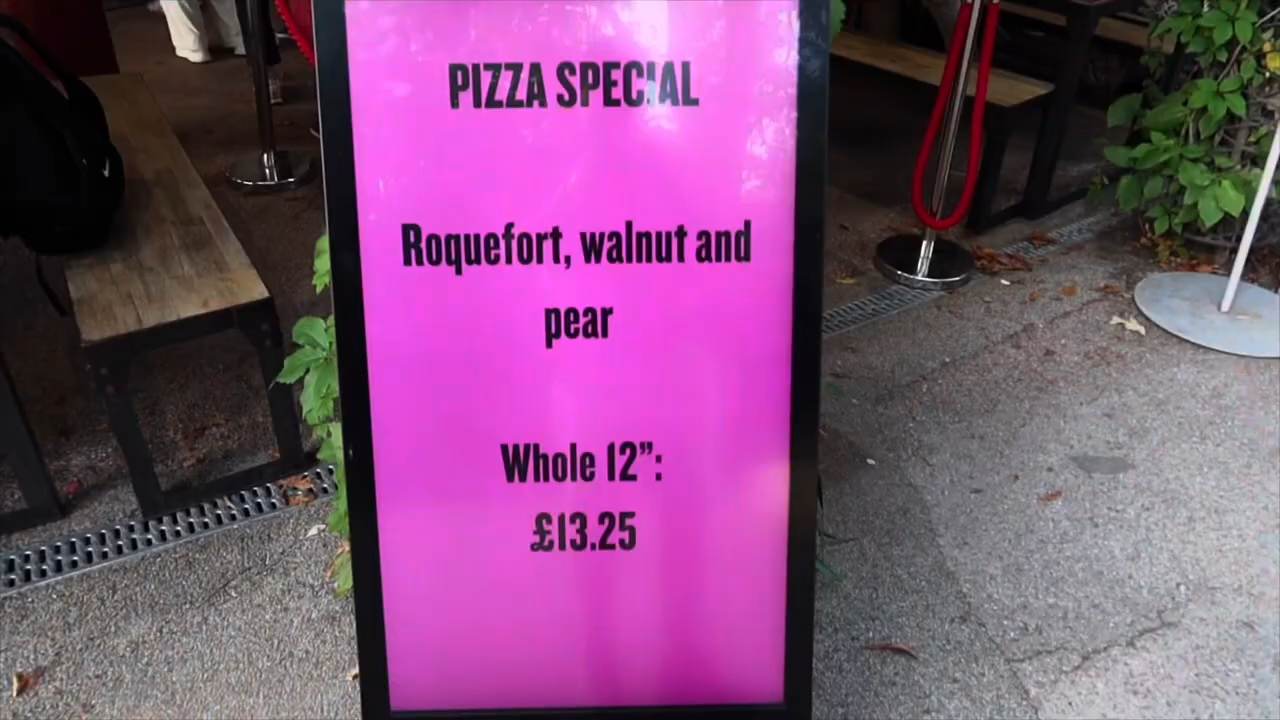 PIZZA SPECIAL
Roquefort, walnut and
pear
Whole 12”:
£13.25